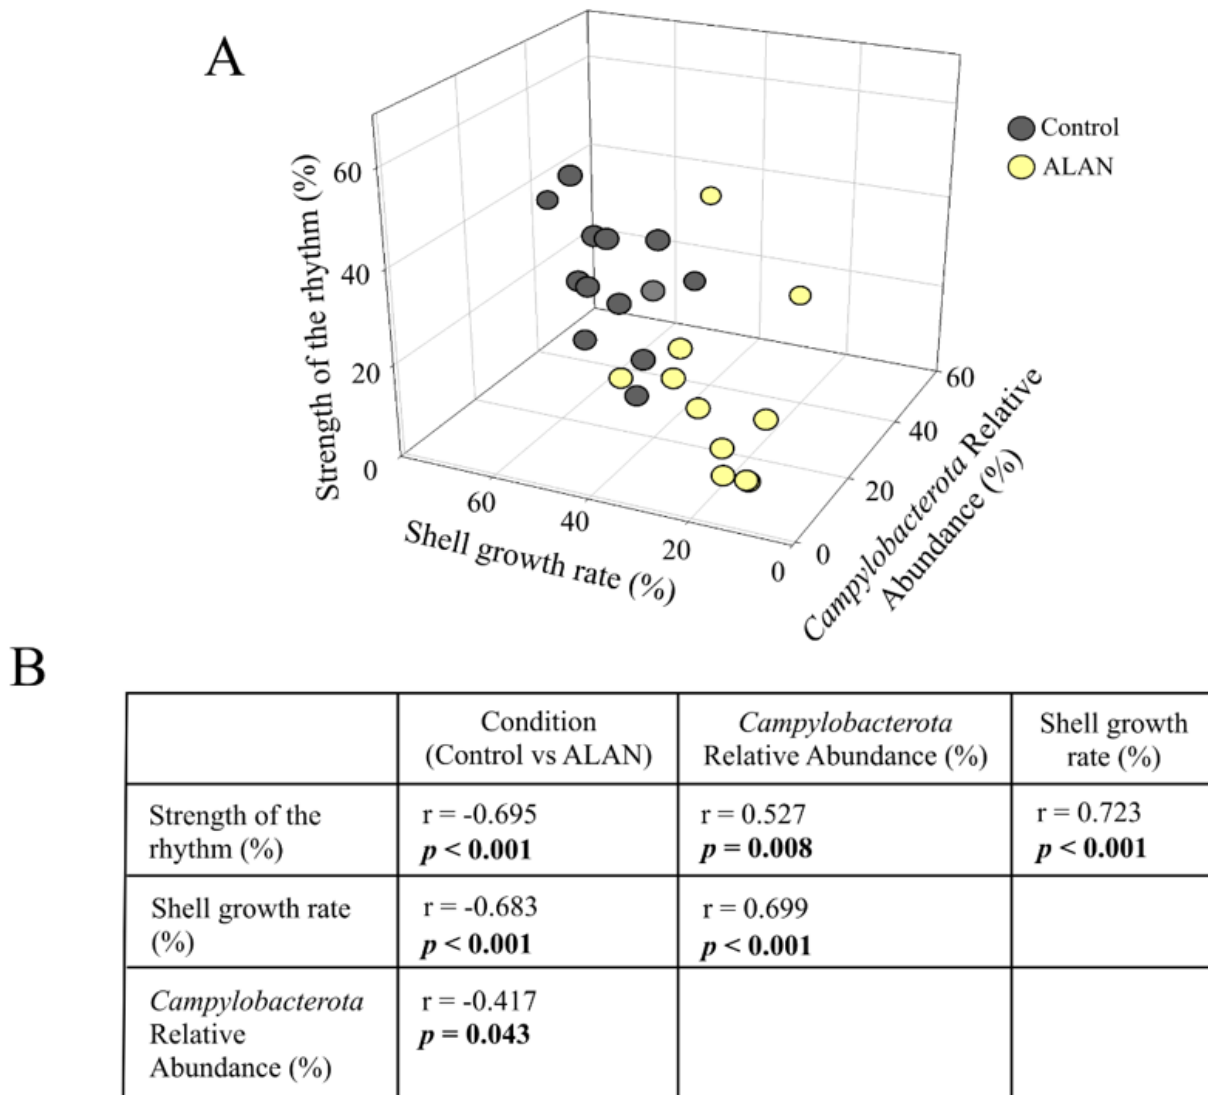 A
Control
ALAN
Strength of the rhythm (%)
60
40
20
0
60
40
20
0
Shell growth rate (%)
60
40
20
0
Campylobacterota Relative
Abundance (%)
B
Condition
(Control vs ALAN)
Campylobacterota
Relative Abundance (%)
Shell growth
rate (%)
Strength of the
rhythm (%)
r = -0.695
p < 0.001
r = 0.527
p = 0.008
r = 0.723
p < 0.001
Shell growth rate
(%)
r = -0.683
p < 0.001
r = 0.699
p < 0.001
Campylobacterota
Relative
Abundance (%)
r = -0.417
p = 0.043